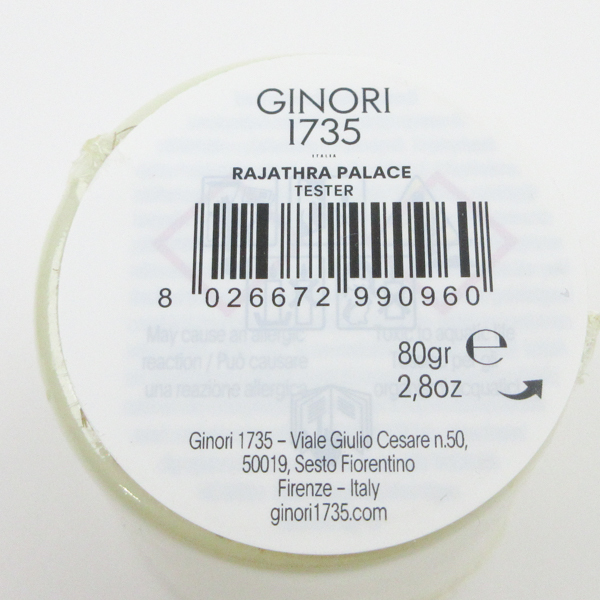 GINORI
1735
ITALIA
RAJATHRA PALACE
TESTER
8 026672 990960
80gr ℮
2,8oz
May cause an allergic
reaction / Può causare
una reazione allergica
Ginori 1735 – Viale Giulio Cesare n.50,
50019, Sesto Fiorentino
Firenze – Italy
ginori1735.com